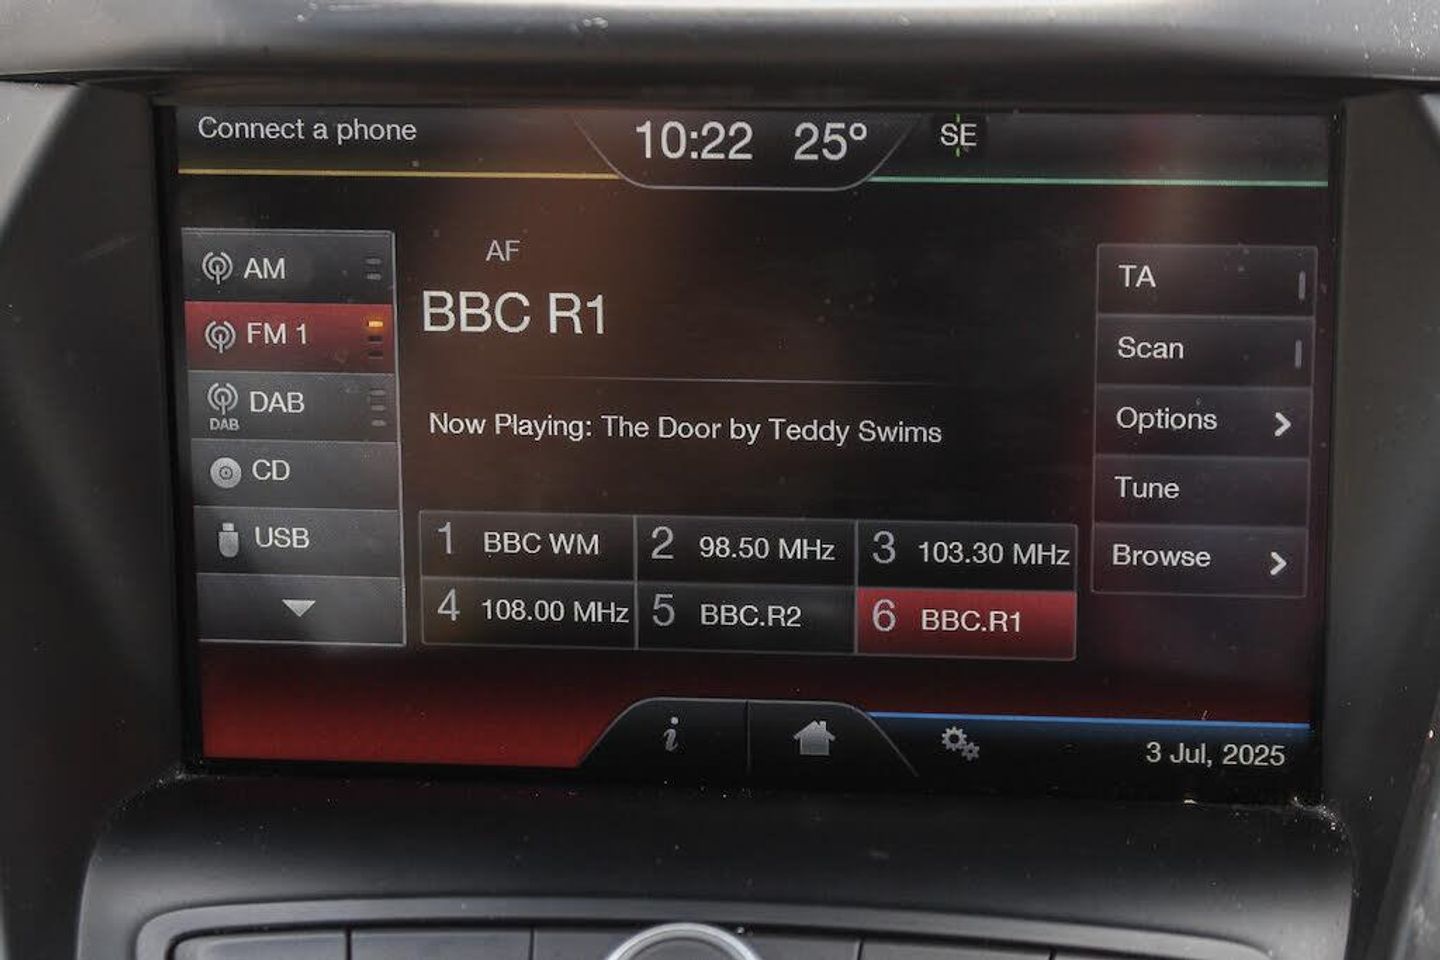 Connect a phone
10:22 25° SE
AM
FM 1
DAB
DAB
CD
USB
AF
BBC R1
Now Playing: The Door by Teddy Swims
1 BBC WM
2 98.50 MHz
3 103.30 MHz
4 108.00 MHz
5 BBC.R2
6 BBC.R1
TA
Scan
Options
Tune
Browse
i
3 Jul, 2025